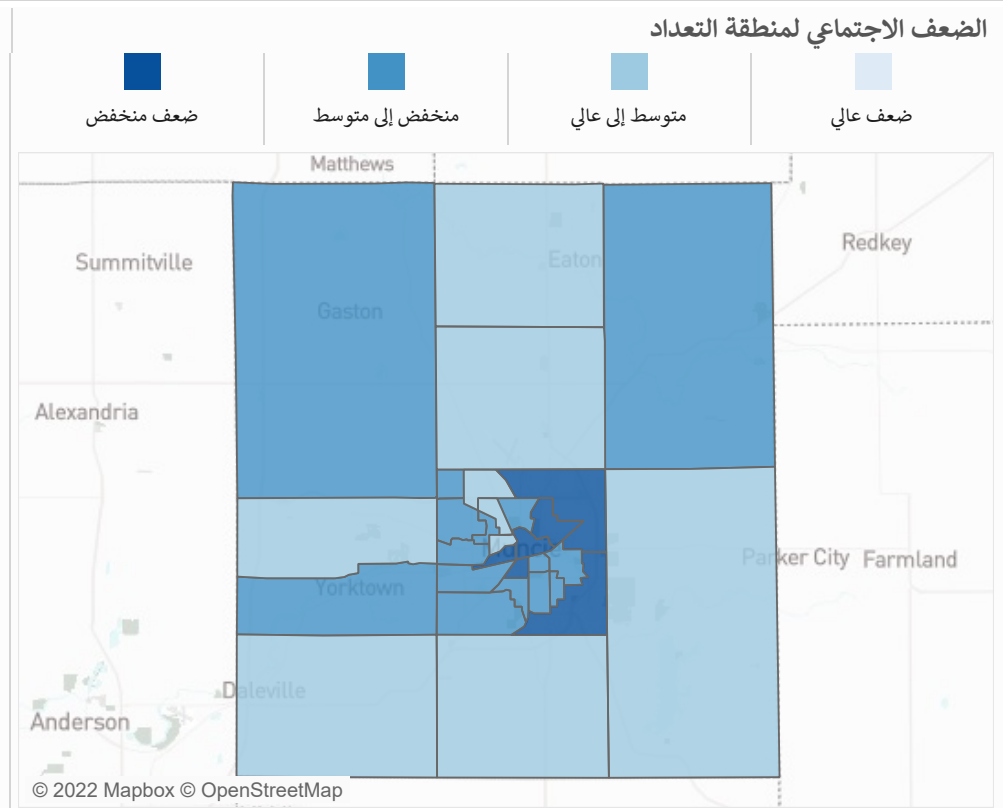 الضعف الاجتماعي لمنطقة التعداد
ضعف عالي
متوسط إلى عالي
منخفض إلى متوسط
ضعف منخفض
Matthews
Redkey
Eaton
Summitville
Gaston
Alexandria
Muncie
Parker City
Farmland
Yorktown
Daleville
Anderson
© 2022 Mapbox © OpenStreetMap